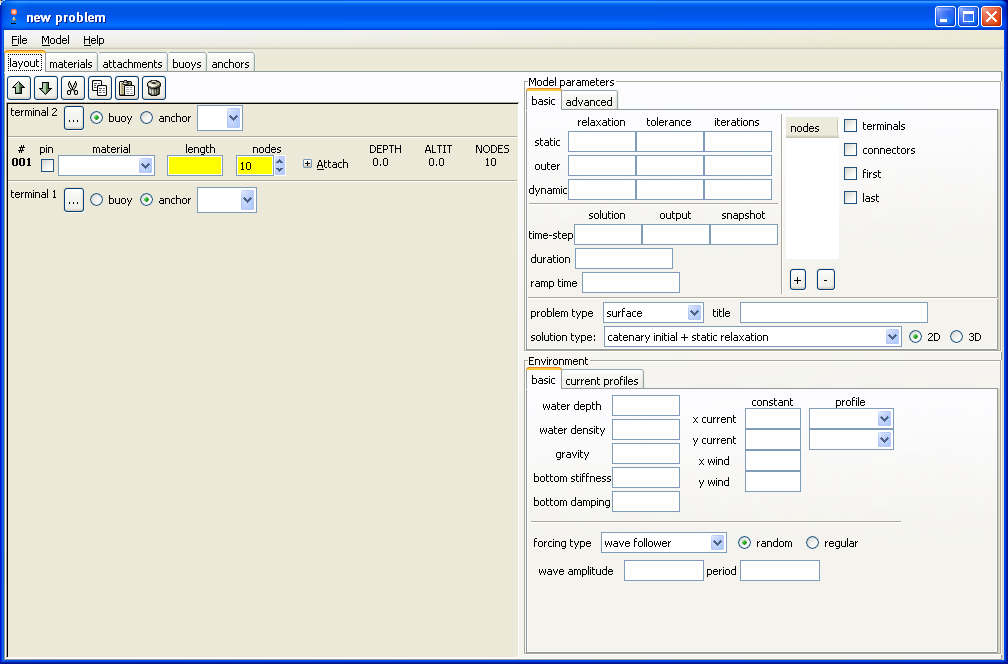 new problem
File Model Help
layout materials attachments buoys anchors
terminal 2 ... buoy anchor
# pin material length nodes DEPTH ALTIT NODES
001 10 Attach 0.0 0.0 10
terminal 1 ... buoy anchor
Model parameters
basic advanced
relaxation tolerance iterations
static
outer
dynamic
solution output snapshot
time-step
duration
ramp time
nodes
terminals
connectors
first
last
+ -
problem type surface title
solution type: catenary initial + static relaxation 2D 3D
Environment
basic current profiles
water depth
water density
gravity
bottom stiffness
bottom damping
constant profile
x current
y current
x wind
y wind
forcing type wave follower random regular
wave amplitude period